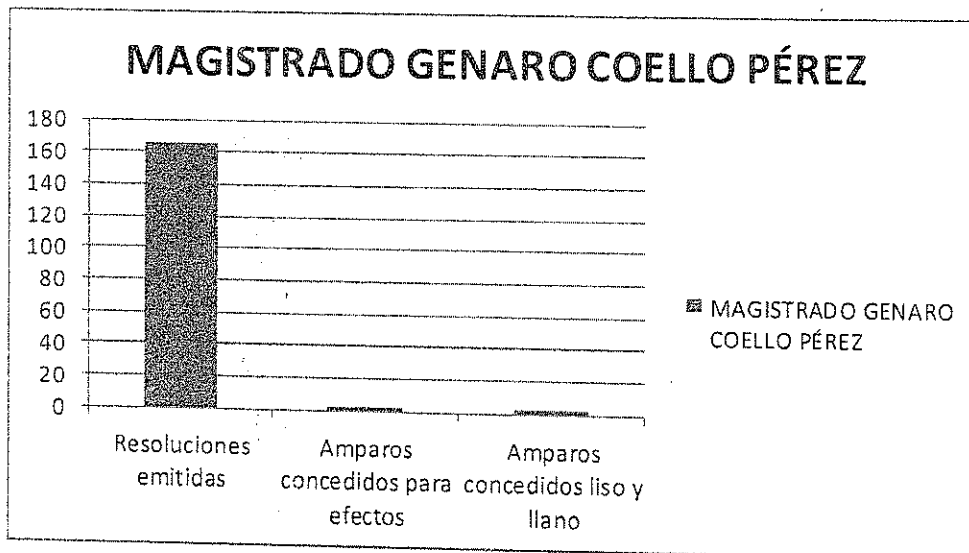 MAGISTRADO GENARO COELLO PÉREZ
180
160
140
120
100
80
60
40
20
0
Resoluciones
emitidas
Amparos
concedidos para
efectos
Amparos
concedidos liso y
llano
MAGISTRADO GENARO
COELLO PÉREZ